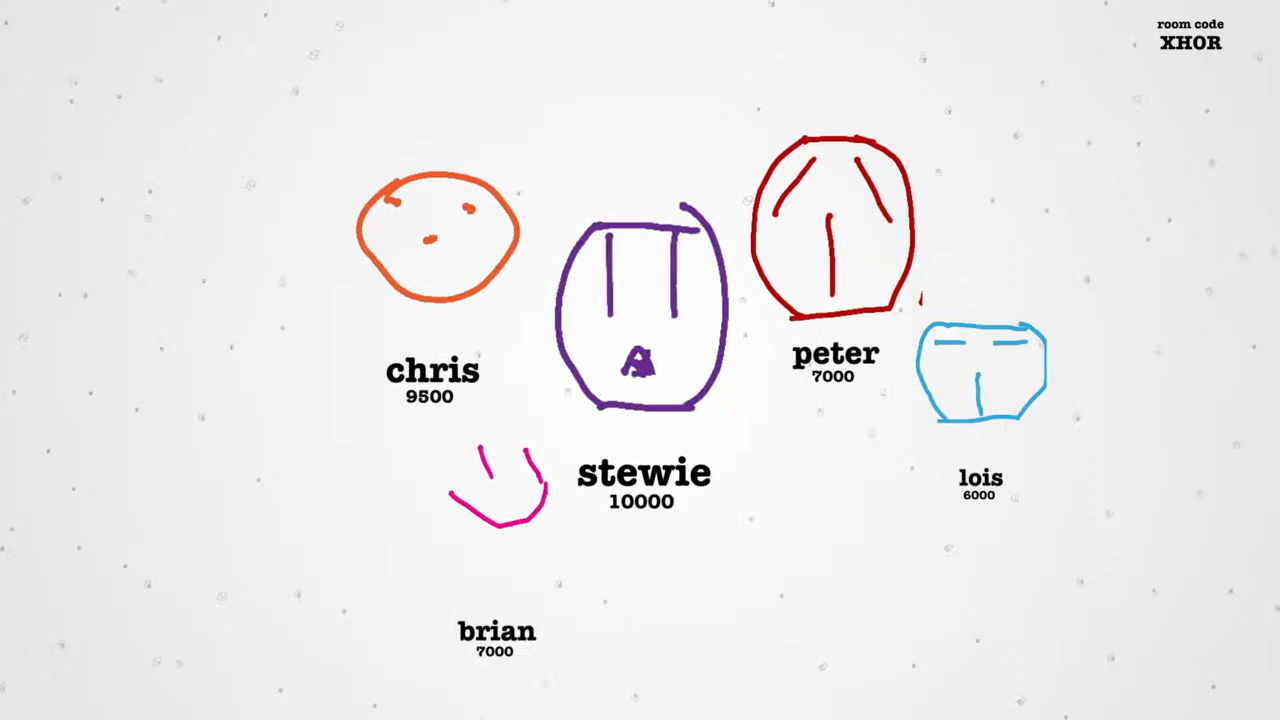 room code
XHOR
chris
9500
stewie
10000
peter
7000
lois
6000
brian
7000